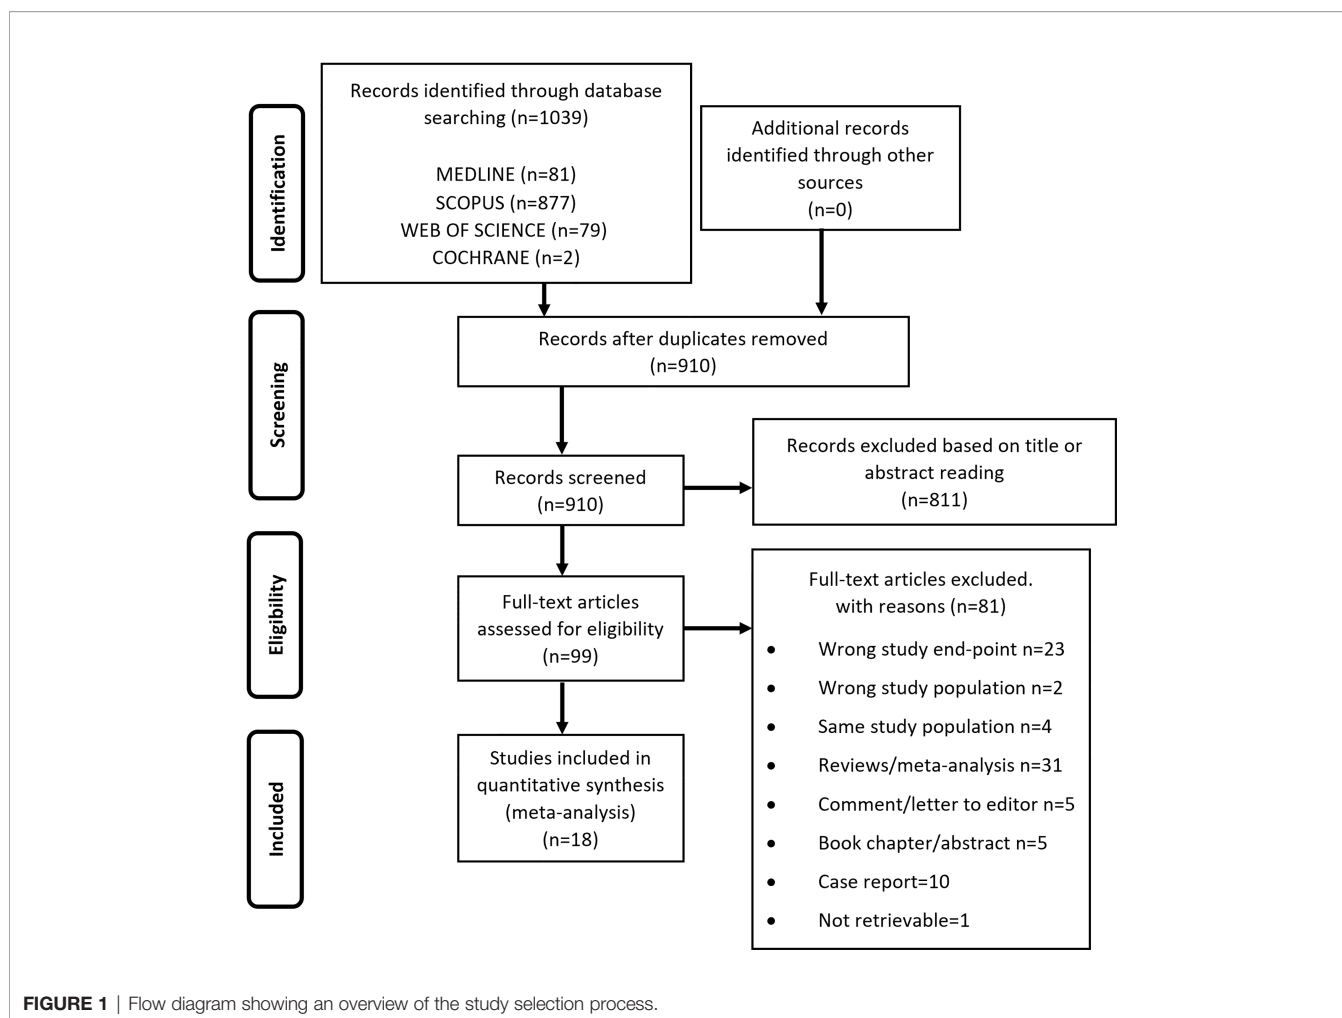 Identification
Records identified through database
searching (n=1039)
MEDLINE (n=81)
SCOPUS (n=877)
WEB OF SCIENCE (n=79)
COCHRANE (n=2)
Additional records
identified through other
sources
(n=0)
Screening
Records after duplicates removed
(n=910)
Records screened
(n=910)
Records excluded based on title or
abstract reading
(n=811)
Eligibility
Full-text articles
assessed for eligibility
(n=99)
Full-text articles excluded.
with reasons (n=81)
• Wrong study end-point n=23
• Wrong study population n=2
• Same study population n=4
• Reviews/meta-analysis n=31
• Comment/letter to editor n=5
• Book chapter/abstract n=5
• Case report=10
• Not retrievable=1
Included
Studies included in
quantitative synthesis
(meta-analysis)
(n=18)
FIGURE 1 | Flow diagram showing an overview of the study selection process.